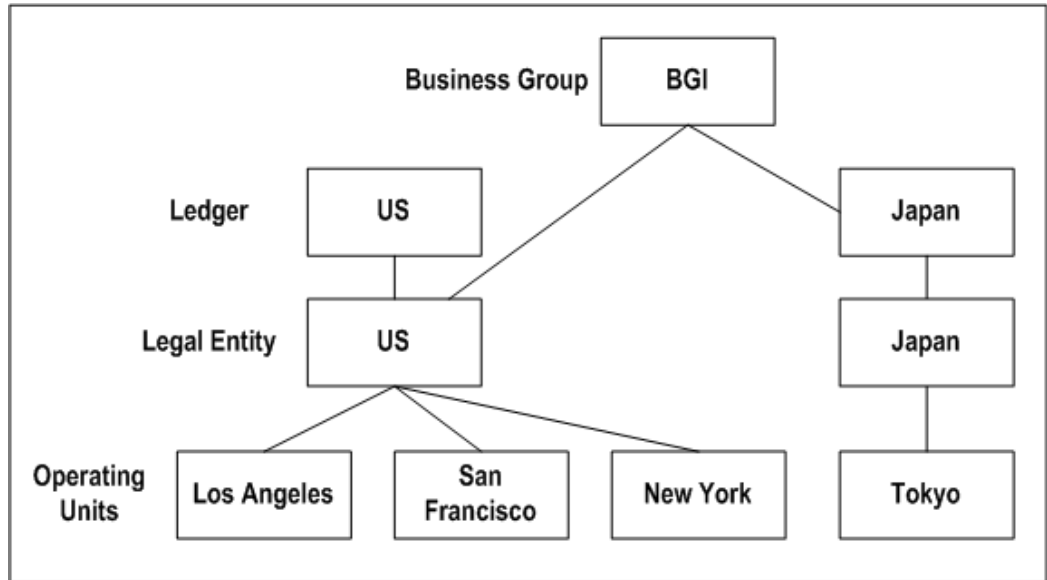 Business Group
BGI
Ledger
US
Japan
Legal Entity
US
Japan
Operating
Units
Los Angeles
San
Francisco
New York
Tokyo